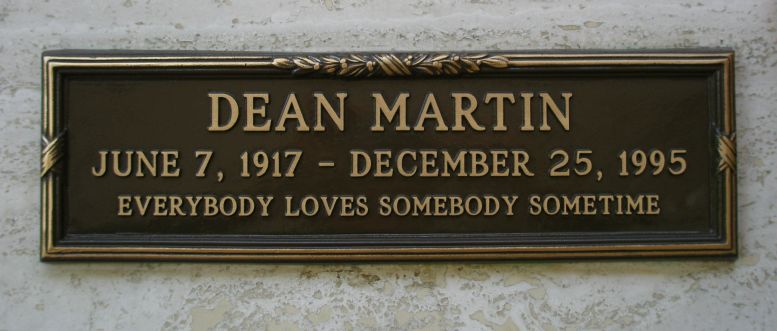 DEAN MARTIN
JUNE 7, 1917 – DECEMBER 25, 1995
EVERYBODY LOVES SOMEBODY SOMETIME